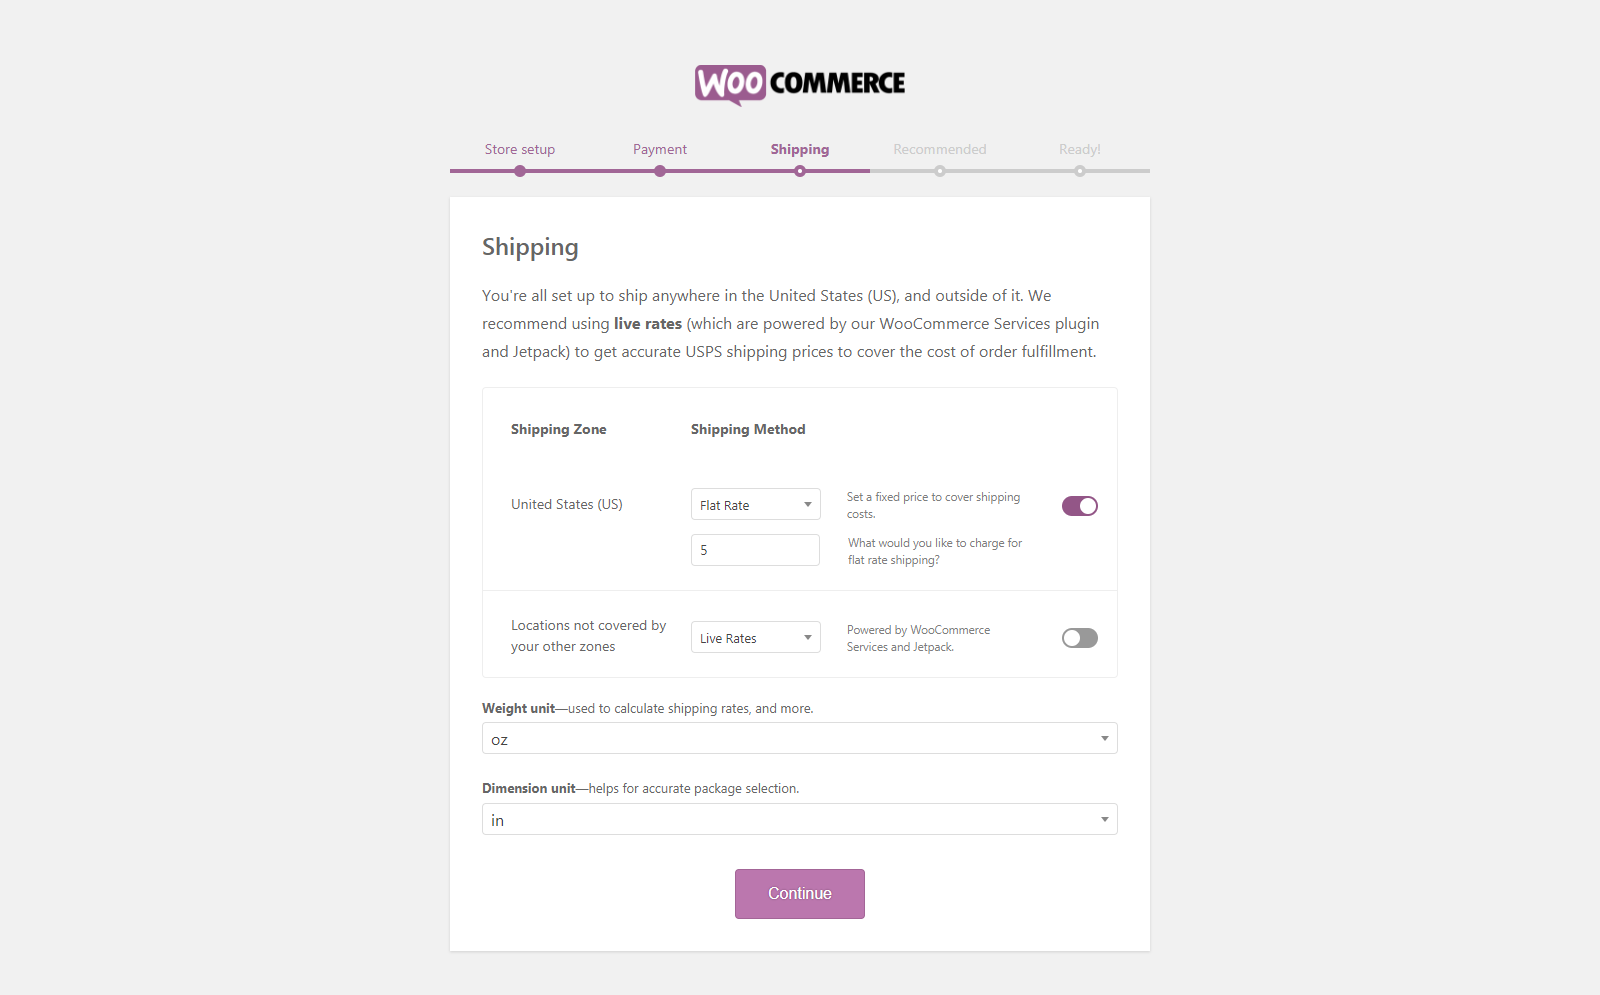 WOO COMMERCE
Store setup
Payment
Shipping
Recommended
Ready!
Shipping
You're all set up to ship anywhere in the United States (US), and outside of it. We
recommend using live rates (which are powered by our WooCommerce Services plugin
and Jetpack) to get accurate USPS shipping prices to cover the cost of order fulfillment.
Shipping Zone
Shipping Method
United States (US)
Flat Rate
Set a fixed price to cover shipping
costs.
5
What would you like to charge for
flat rate shipping?
Locations not covered by
your other zones
Live Rates
Powered by WooCommerce
Services and Jetpack.
Weight unit—used to calculate shipping rates, and more.
oz
Dimension unit—helps for accurate package selection.
in
Continue